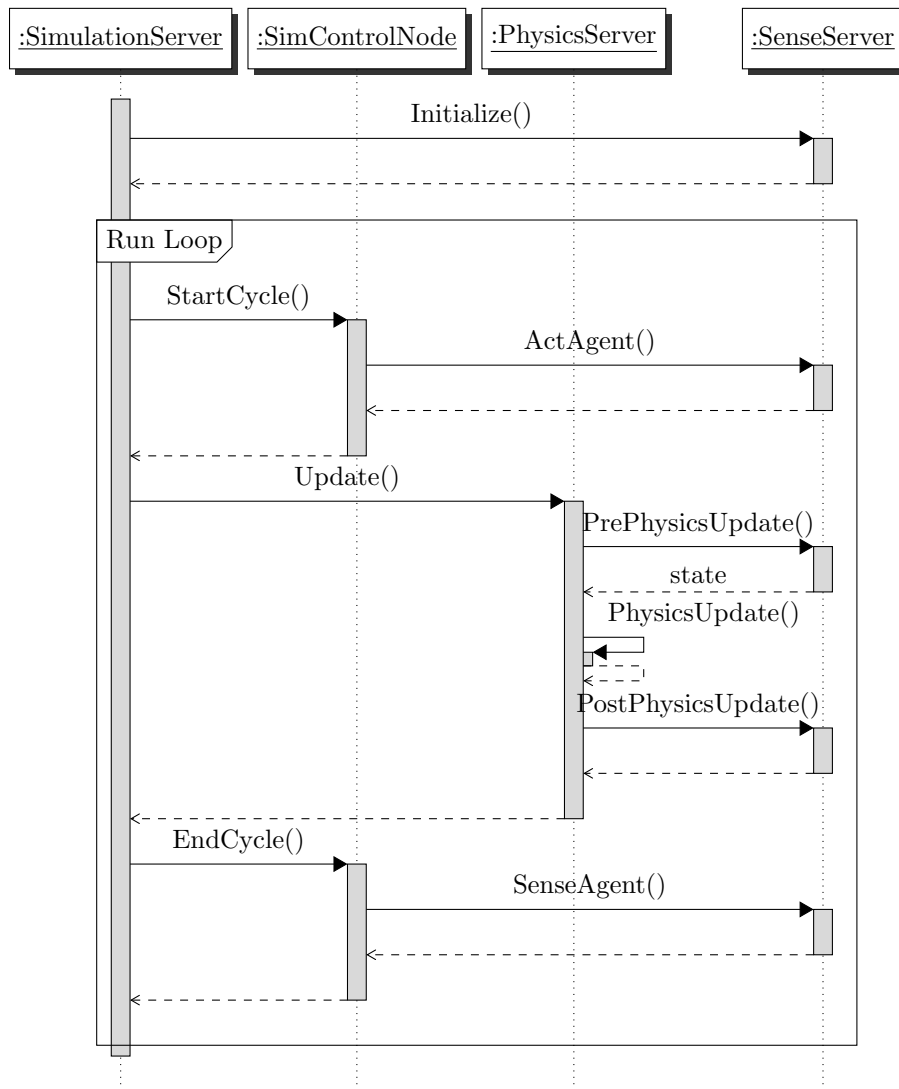 :SimulationServer
:SimControlNode
:PhysicsServer
:SenseServer
Initialize()
Run Loop
StartCycle()
ActAgent()
Update()
PrePhysicsUpdate()
state
PhysicsUpdate()
PostPhysicsUpdate()
EndCycle()
SenseAgent()